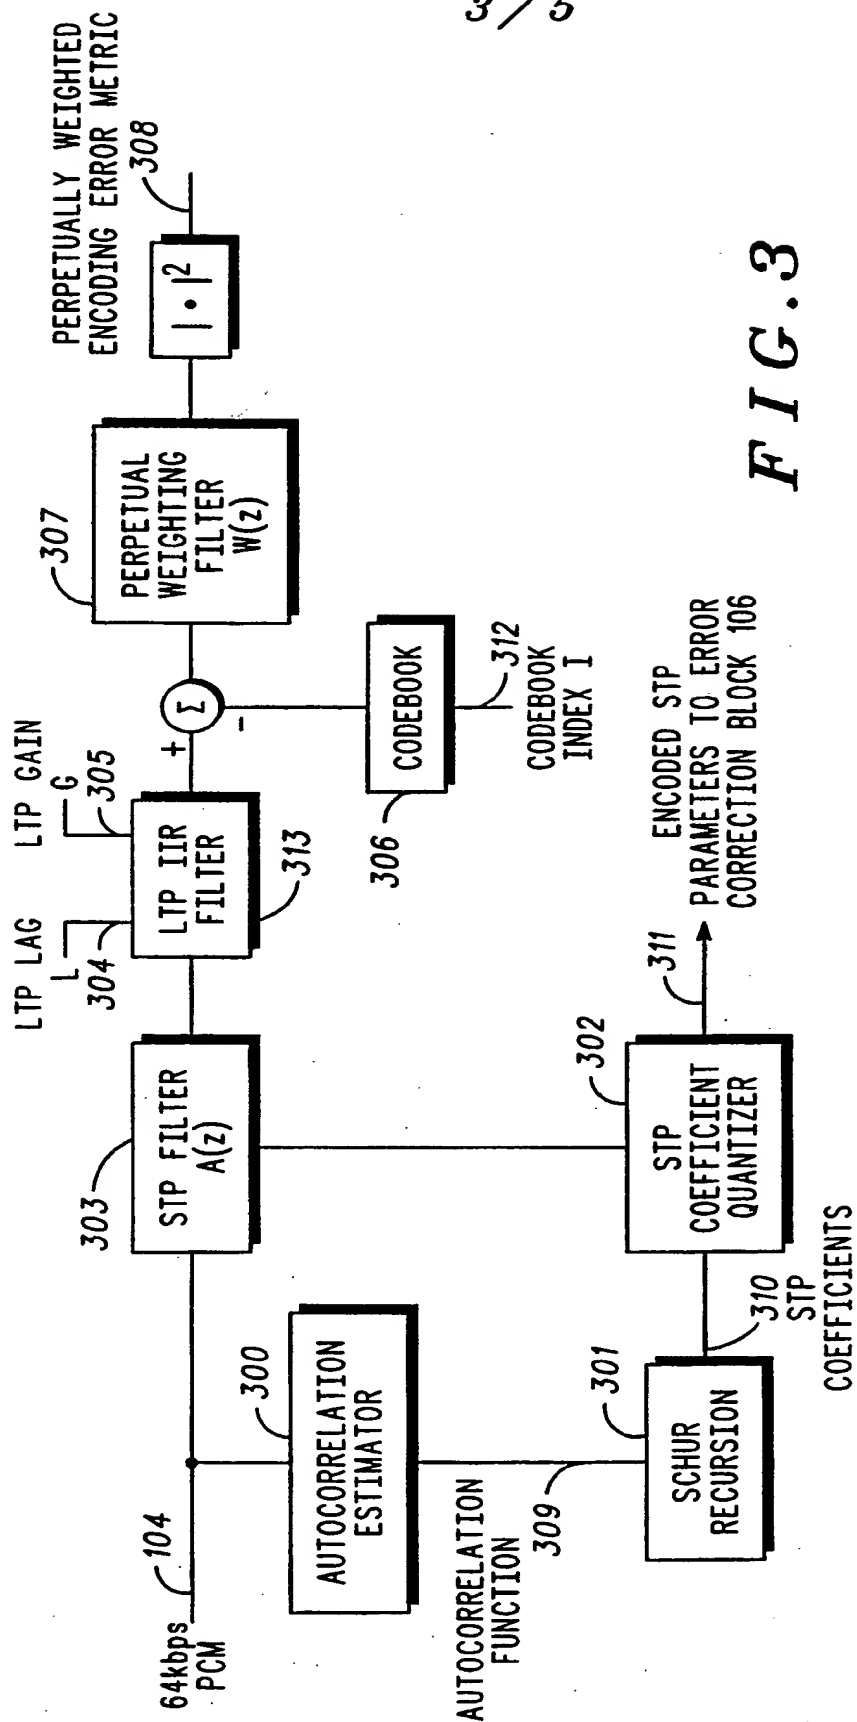 3/5
64kbps
PCM
104
300
AUTOCORRELATION
ESTIMATOR
AUTOCORRELATION
FUNCTION
309
301
SCHUR
RECURSION
310
STP
COEFFICIENTS
303
STP FILTER
A(z)
302
STP
COEFFICIENT
QUANTIZER
311
ENCODED STP
PARAMETERS TO ERROR
CORRECTION BLOCK 106
LTP LAG
L
304
LTP GAIN
G
305
LTP IIR
FILTER
313
+
Σ
-
306
CODEBOOK
312
CODEBOOK
INDEX I
307
PERPETUAL
WEIGHTING
FILTER
W(z)
|•|²
308
PERPETUALLY WEIGHTED
ENCODING ERROR METRIC
FIG.3